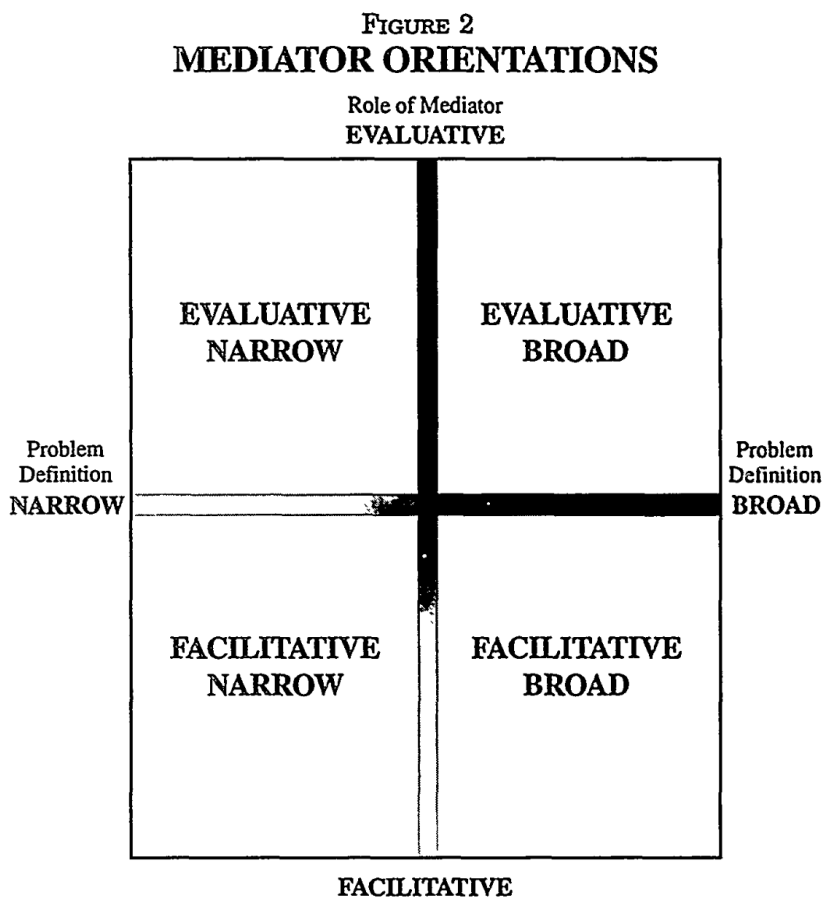 FIGURE 2
MEDIATOR ORIENTATIONS
Role of Mediator
EVALUATIVE
EVALUATIVE
NARROW
EVALUATIVE
BROAD
Problem
Definition
NARROW
Problem
Definition
BROAD
FACILITATIVE
NARROW
FACILITATIVE
BROAD
FACILITATIVE